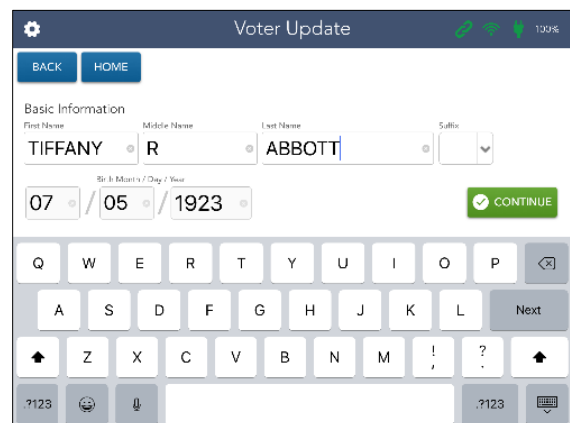 Voter Update 100%
BACK HOME
Basic Information
First Name Middle Name Last Name Suffix
TIFFANY R ABBOTT
Birth Month / Day / Year
07 / 05 / 1923 CONTINUE
Q W E R T Y U I O P
A S D F G H J K L Next
Z X C V B N M ! , ? .
.?123 .?123